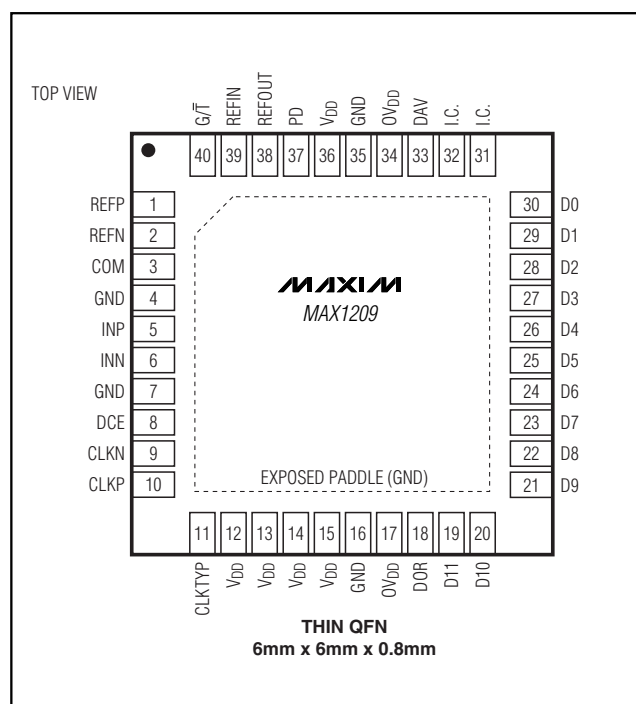 TOP VIEW
G/T̅
REFIN
REFOUT
PD
VDD
GND
OVDD
DAV
I.C.
I.C.
40 39 38 37 36 35 34 33 32 31
REFP 1
REFN 2
COM 3
GND 4
INP 5
INN 6
GND 7
DCE 8
CLKN 9
CLKP 10
MAXIM
MAX1209
EXPOSED PADDLE (GND)
30 D0
29 D1
28 D2
27 D3
26 D4
25 D5
24 D6
23 D7
22 D8
21 D9
11 12 13 14 15 16 17 18 19 20
CLKTYP
VDD
VDD
VDD
VDD
GND
OVDD
DOR
D11
D10
THIN QFN
6mm x 6mm x 0.8mm